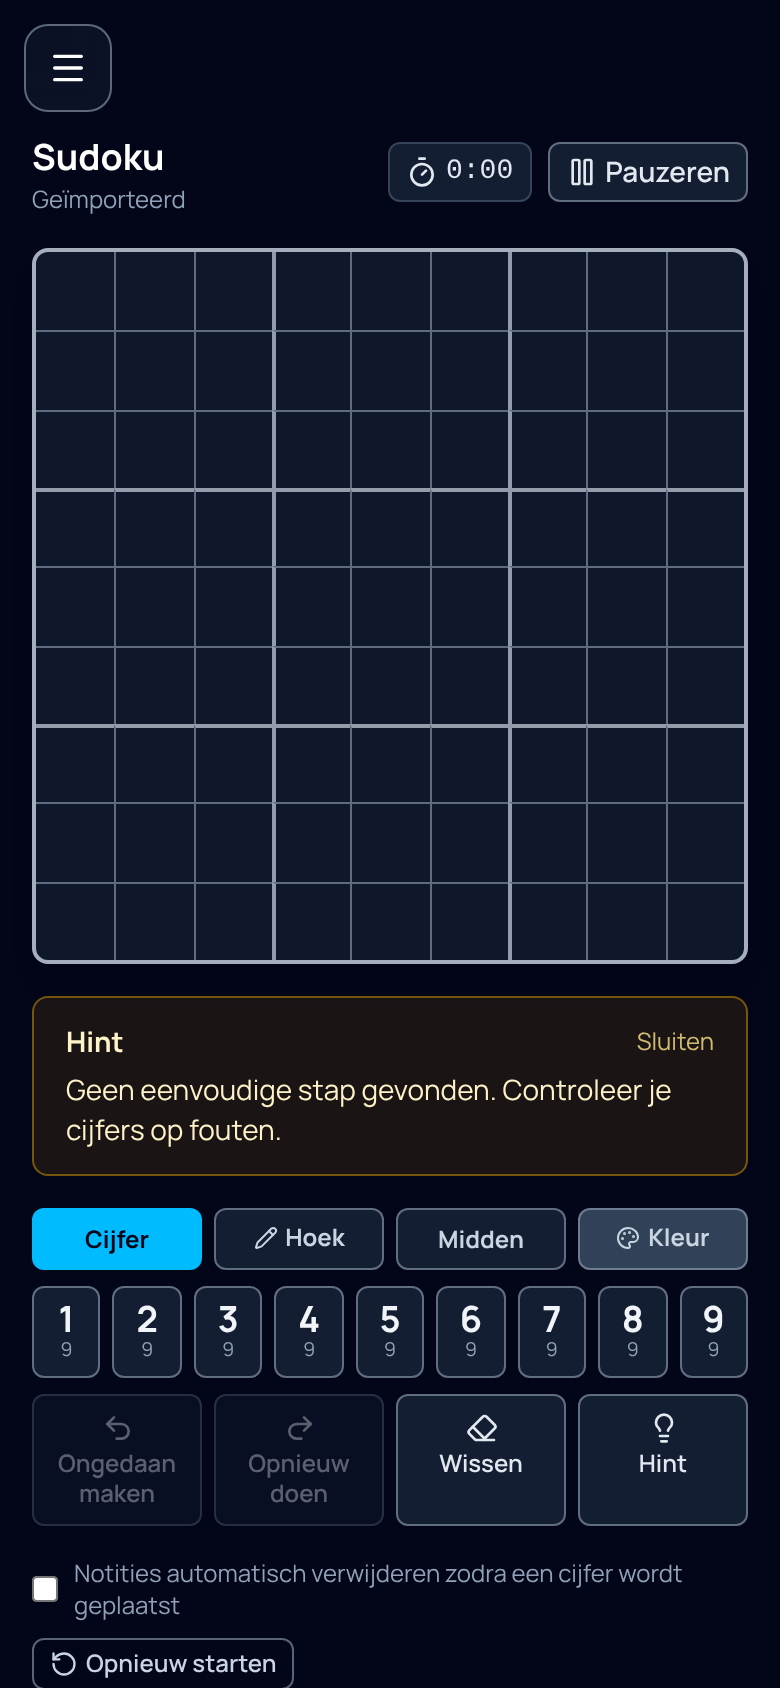 Sudoku
Geïmporteerd
0:00
Pauzeren
Hint
Sluiten
Geen eenvoudige stap gevonden. Controleer je
cijfers op fouten.
Cijfer
Hoek
Midden
Kleur
1 2 3 4 5 6 7 8 9
9 9 9 9 9 9 9 9 9
Ongedaan
maken
Opnieuw
doen
Wissen
Hint
Notities automatisch verwijderen zodra een cijfer wordt
geplaatst
Opnieuw starten